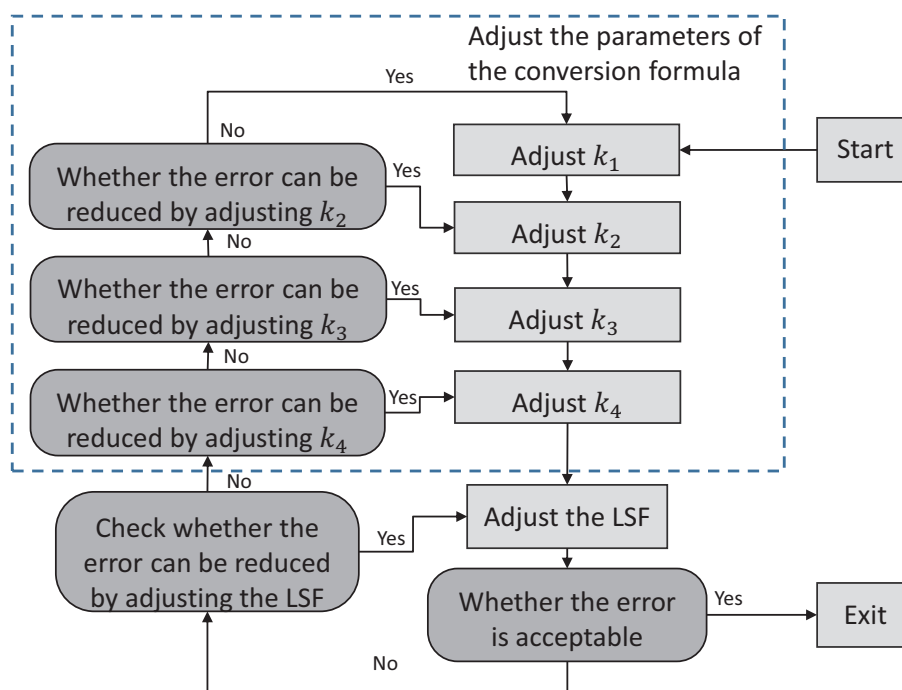 Adjust the parameters of
the conversion formula
Yes
No
Adjust k₁
Start
Whether the error can be
reduced by adjusting k₂
Yes
Adjust k₂
No
Whether the error can be
reduced by adjusting k₃
Yes
Adjust k₃
No
Whether the error can be
reduced by adjusting k₄
Yes
Adjust k₄
No
Check whether the
error can be reduced
by adjusting the LSF
Yes
Adjust the LSF
Whether the error
is acceptable
Yes
Exit
No